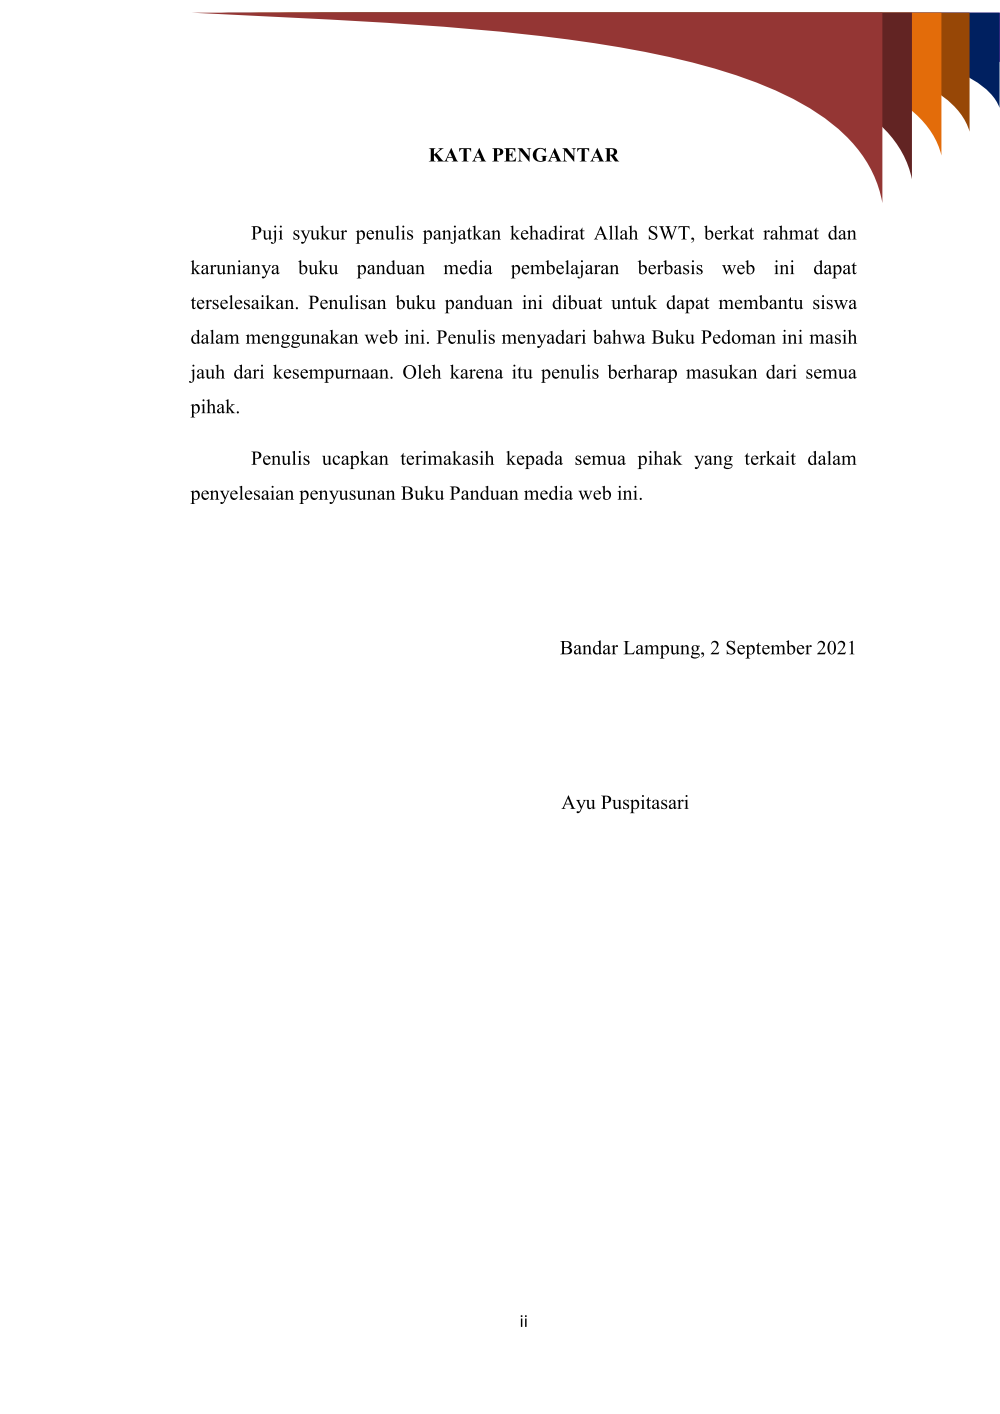 KATA PENGANTAR
Puji syukur penulis panjatkan kehadirat Allah SWT, berkat rahmat dan
karunianya buku panduan media pembelajaran berbasis web ini dapat
terselesaikan. Penulisan buku panduan ini dibuat untuk dapat membantu siswa
dalam menggunakan web ini. Penulis menyadari bahwa Buku Pedoman ini masih
jauh dari kesempurnaan. Oleh karena itu penulis berharap masukan dari semua
pihak.
Penulis ucapkan terimakasih kepada semua pihak yang terkait dalam
penyelesaian penyusunan Buku Panduan media web ini.
Bandar Lampung, 2 September 2021
Ayu Puspitasari
ii